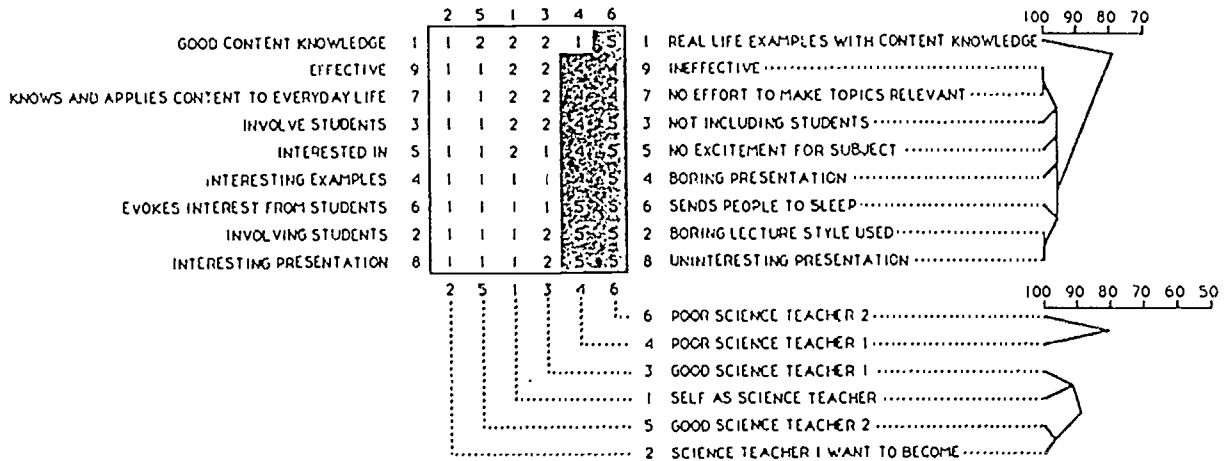 2 5 1 3 4 6
100 90 80 70
GOOD CONTENT KNOWLEDGE 1 1 2 2 2 1 5 1 REAL LIFE EXAMPLES WITH CONTENT KNOWLEDGE
EFFECTIVE 9 1 1 2 2 4 4 9 INEFFECTIVE
KNOWS AND APPLIES CONTENT TO EVERYDAY LIFE 7 1 1 2 2 4 4 7 NO EFFORT TO MAKE TOPICS RELEVANT
INVOLVE STUDENTS 3 1 1 2 2 4 5 3 NOT INCLUDING STUDENTS
INTERESTED IN 5 1 1 2 1 4 5 5 NO EXCITEMENT FOR SUBJECT
INTERESTING EXAMPLES 4 1 1 1 1 5 5 4 BORING PRESENTATION
EVOKES INTEREST FROM STUDENTS 6 1 1 1 1 5 5 6 SENDS PEOPLE TO SLEEP
INVOLVING STUDENTS 2 1 1 1 2 5 5 2 BORING LECTURE STYLE USED
INTERESTING PRESENTATION 8 1 1 1 2 5 5 8 UNINTERESTING PRESENTATION
2 5 1 3 4 6
100 90 80 70 60 50
6 POOR SCIENCE TEACHER 2
4 POOR SCIENCE TEACHER 1
3 GOOD SCIENCE TEACHER 1
1 SELF AS SCIENCE TEACHER
5 GOOD SCIENCE TEACHER 2
2 SCIENCE TEACHER I WANT TO BECOME